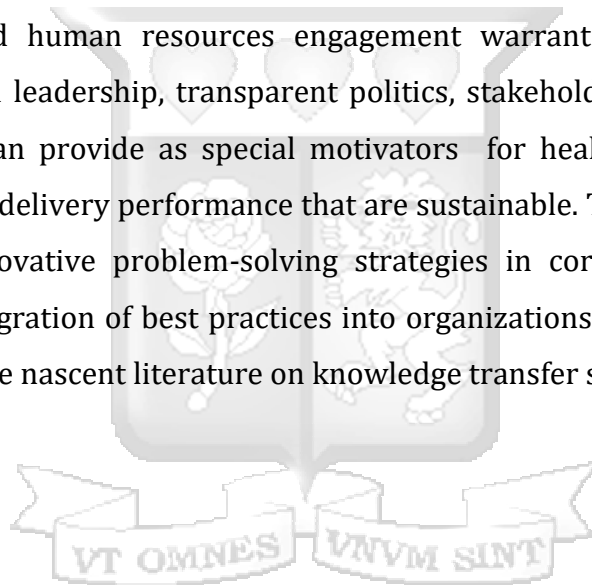 d human resources engagement warrant
leadership, transparent politics, stakehol
an provide as special motivators for heal
delivery performance that are sustainable. T
ovative problem-solving strategies in cor
gration of best practices into organizations
e nascent literature on knowledge transfer s
VT OMNES VNVM SINT